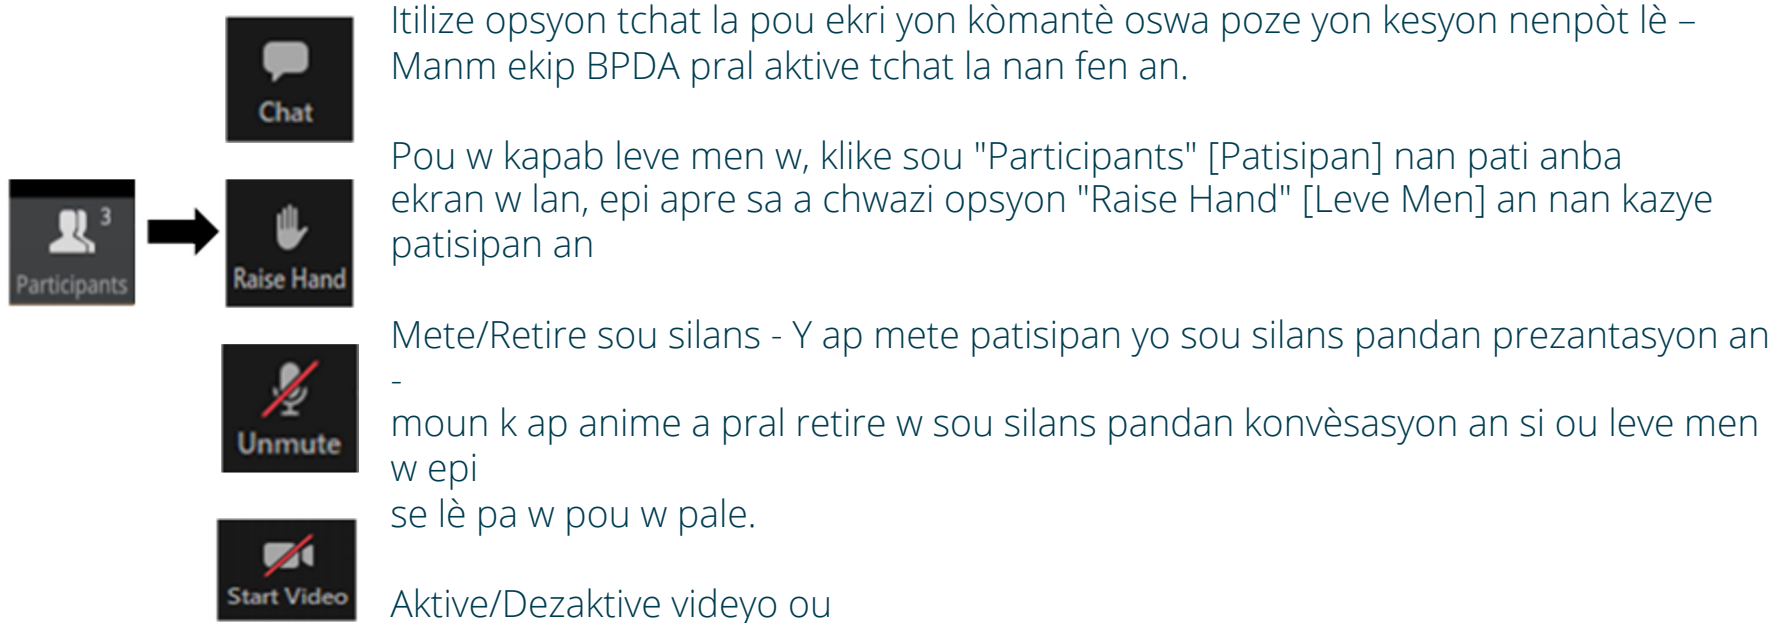 Itilize opsyon tchat la pou ekri yon kòmantè oswa poze yon kesyon nenpòt lè –
Manm ekip BPDA pral aktive tchat la nan fen an.
Chat
Pou w kapab leve men w, klike sou "Participants" [Patisipan] nan pati anba
ekran w lan, epi apre sa a chwazi opsyon "Raise Hand" [Leve Men] an nan kazye
patisipan an
3
Participants
Raise Hand
Mete/Retire sou silans - Y ap mete patisipan yo sou silans pandan prezantasyon an
-
moun k ap anime a pral retire w sou silans pandan konvèsasyon an si ou leve men
w epi
se lè pa w pou w pale.
Unmute
Start Video
Aktive/Dezaktive videyo ou